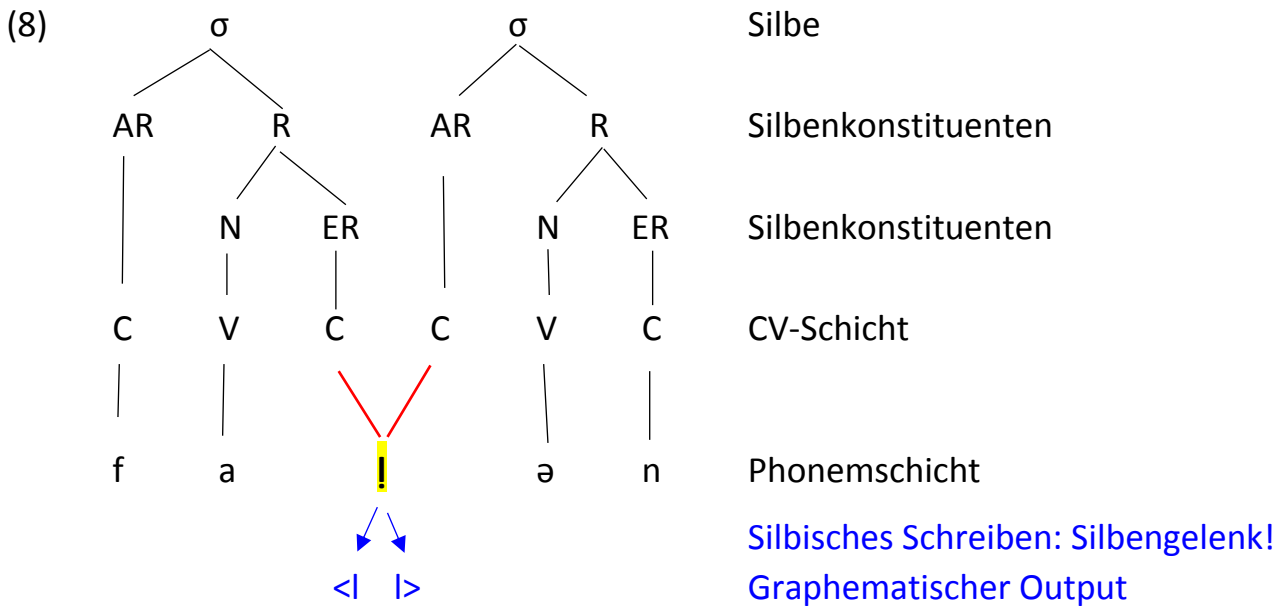 (8) σ σ Silbe
AR R AR R Silbenkonstituenten
N ER N ER Silbenkonstituenten
C V C C V C CV-Schicht
f a ḷ ə n Phonemschicht
Silbisches Schreiben: Silbengelenk!
<l l> Graphematischer Output